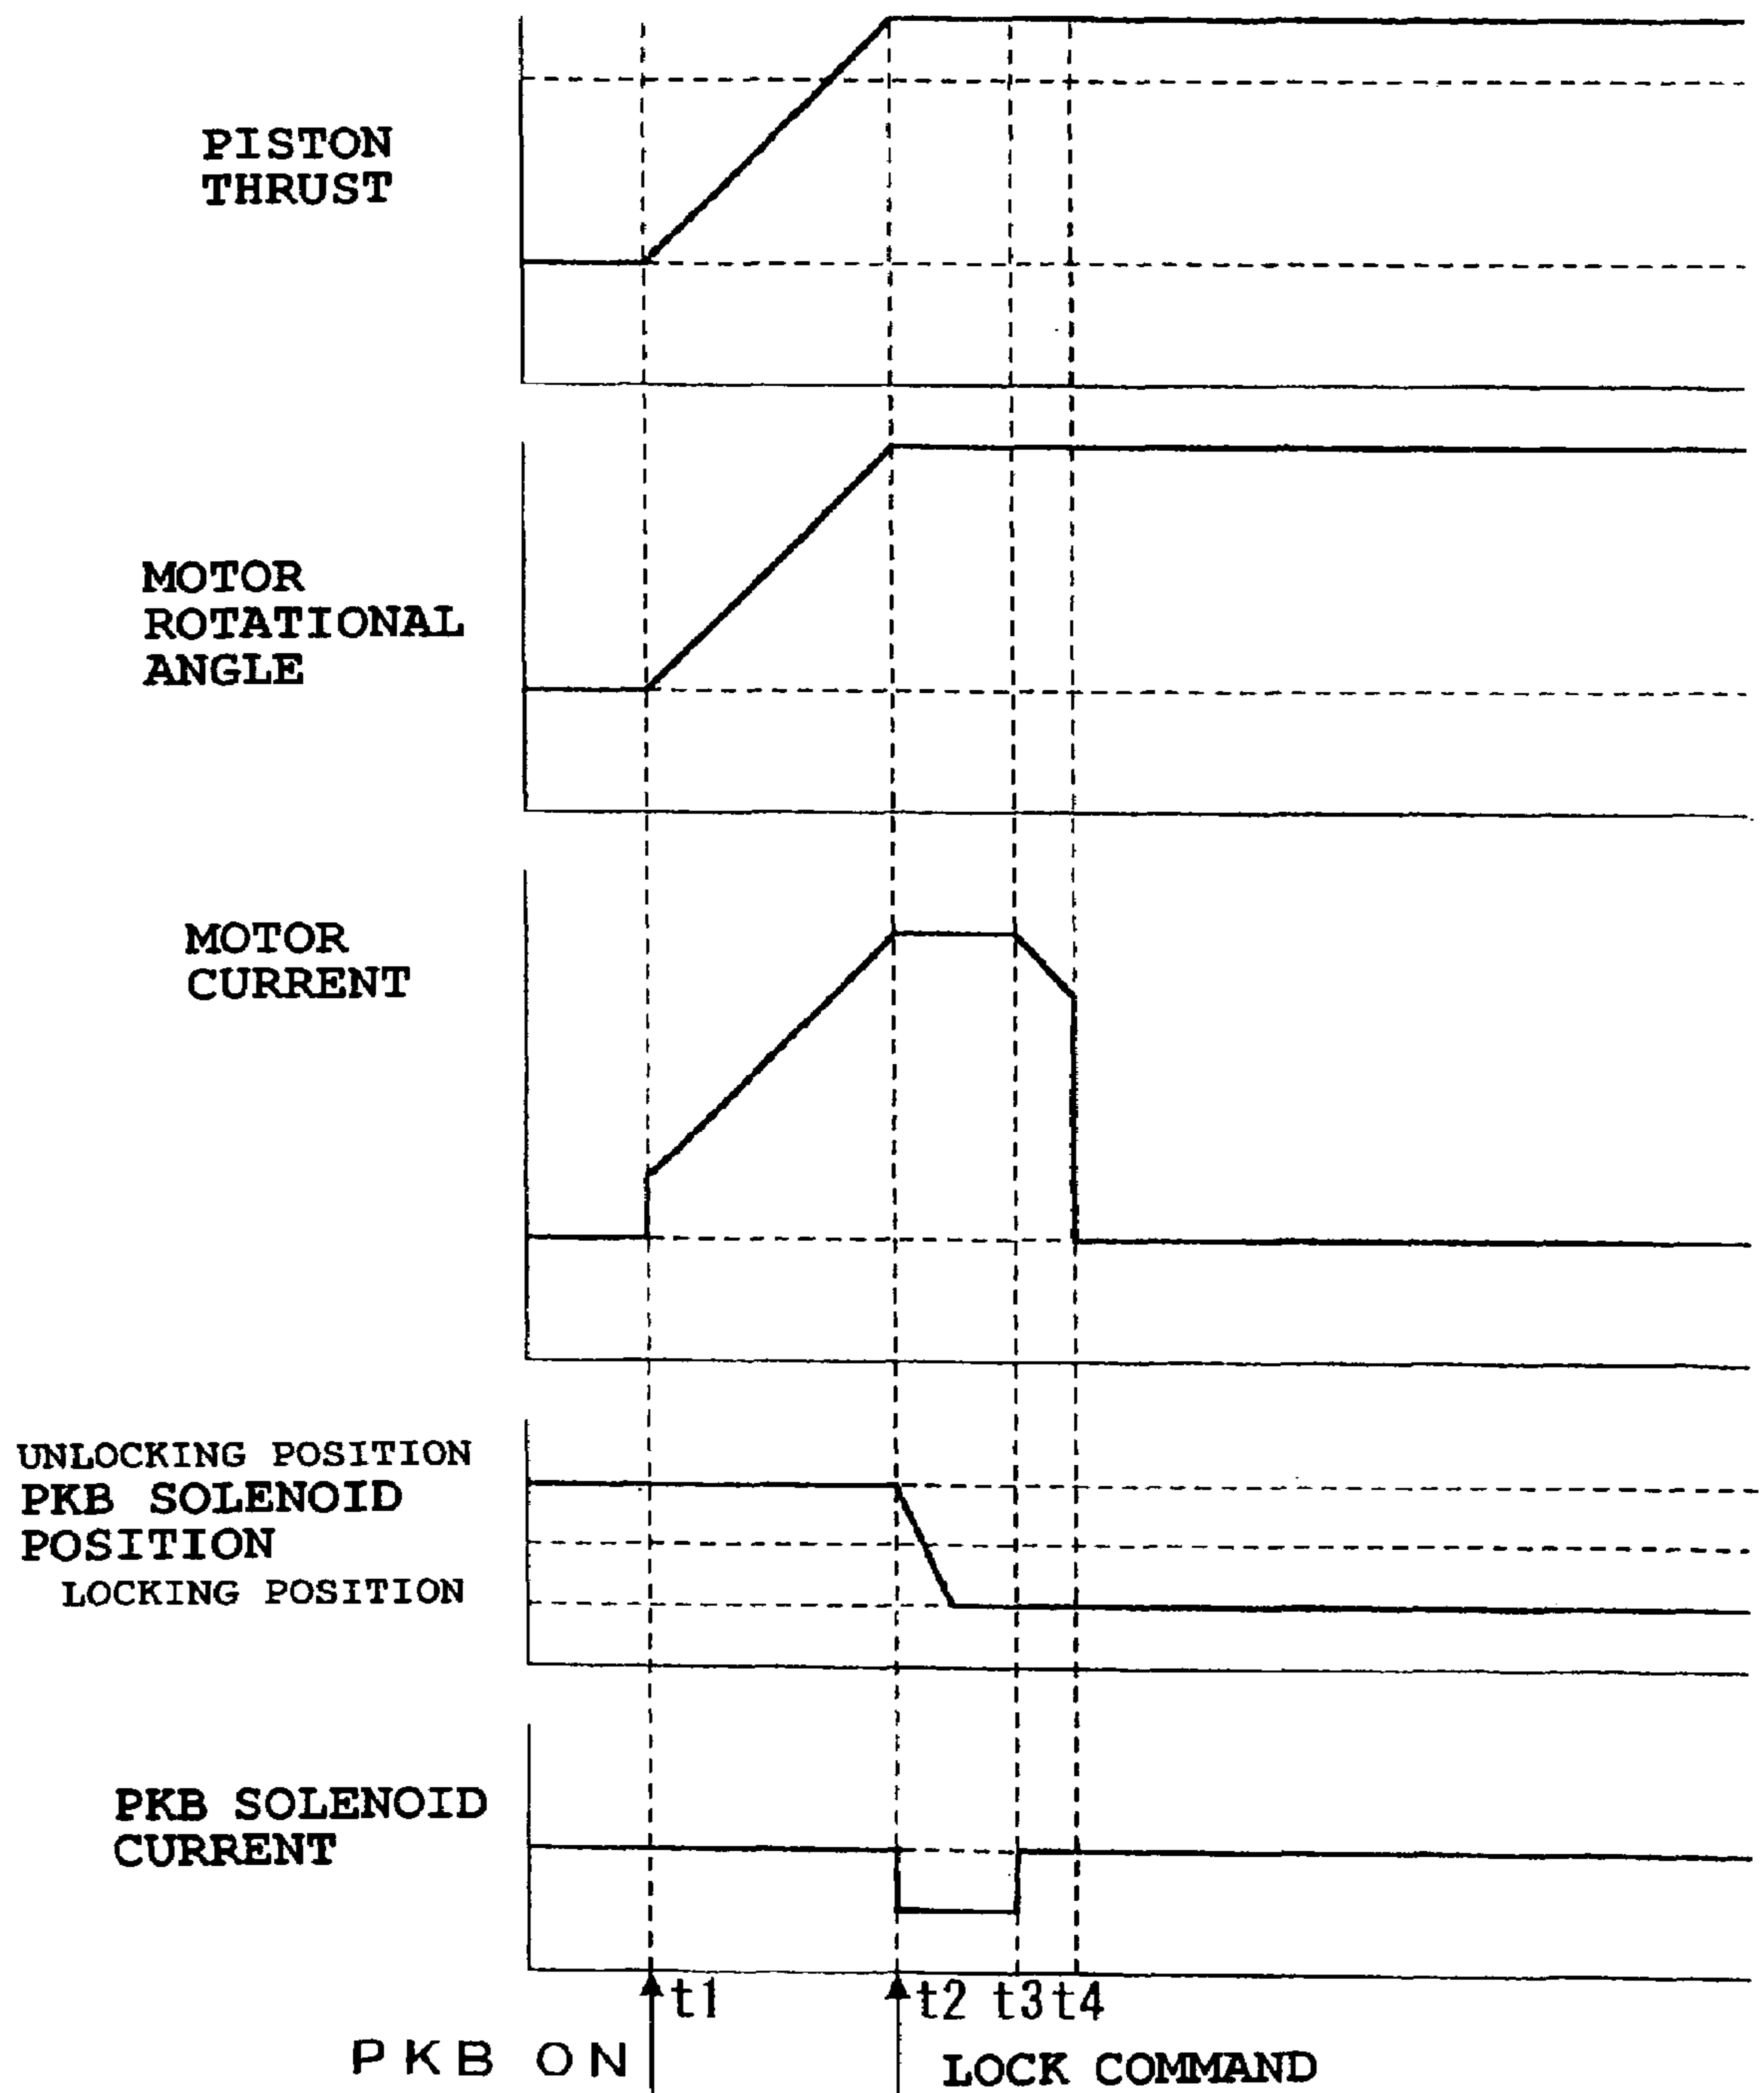 PISTON
THRUST
MOTOR
ROTATIONAL
ANGLE
MOTOR
CURRENT
UNLOCKING POSITION
PKB SOLENOID
POSITION
LOCKING POSITION
PKB SOLENOID
CURRENT
t1 t2 t3 t4
PKB ON LOCK COMMAND